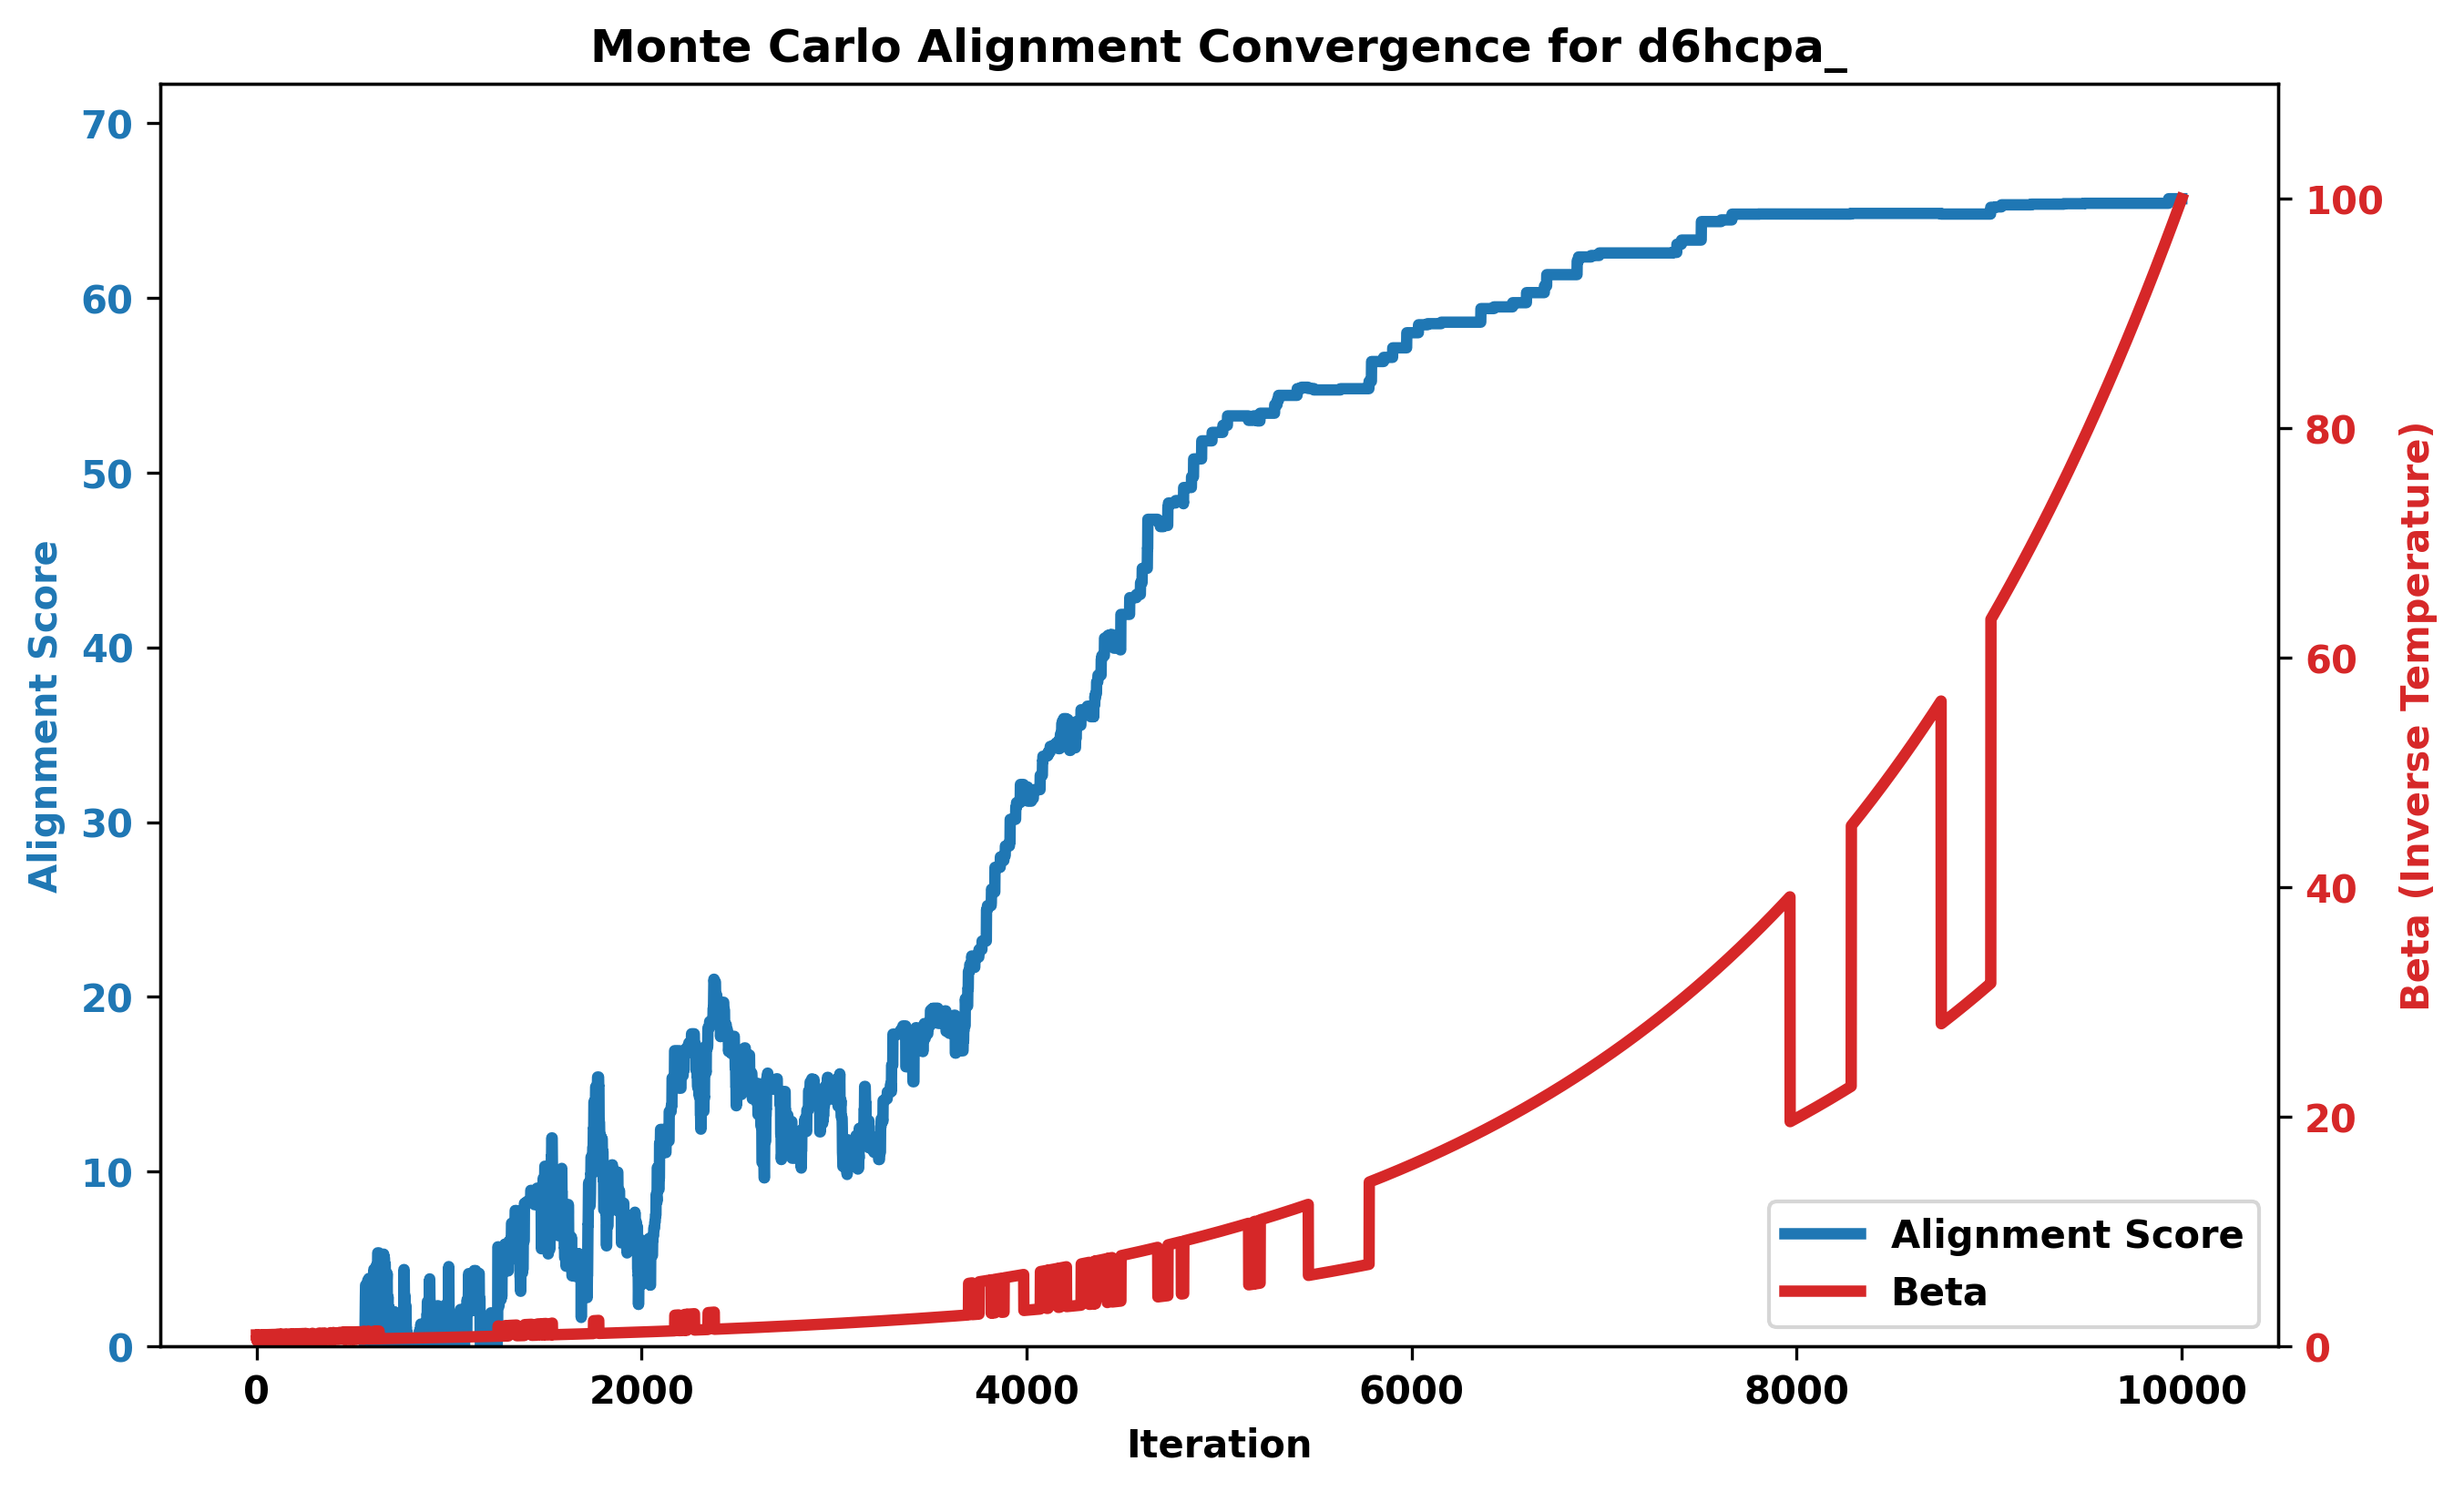 Monte Carlo Alignment Convergence for d6hcpa_
70
60
50
40
30
20
10
0
Alignment Score
100
80
60
40
20
0
Beta (Inverse Temperature)
Alignment Score
Beta
0 2000 4000 6000 8000 10000
Iteration